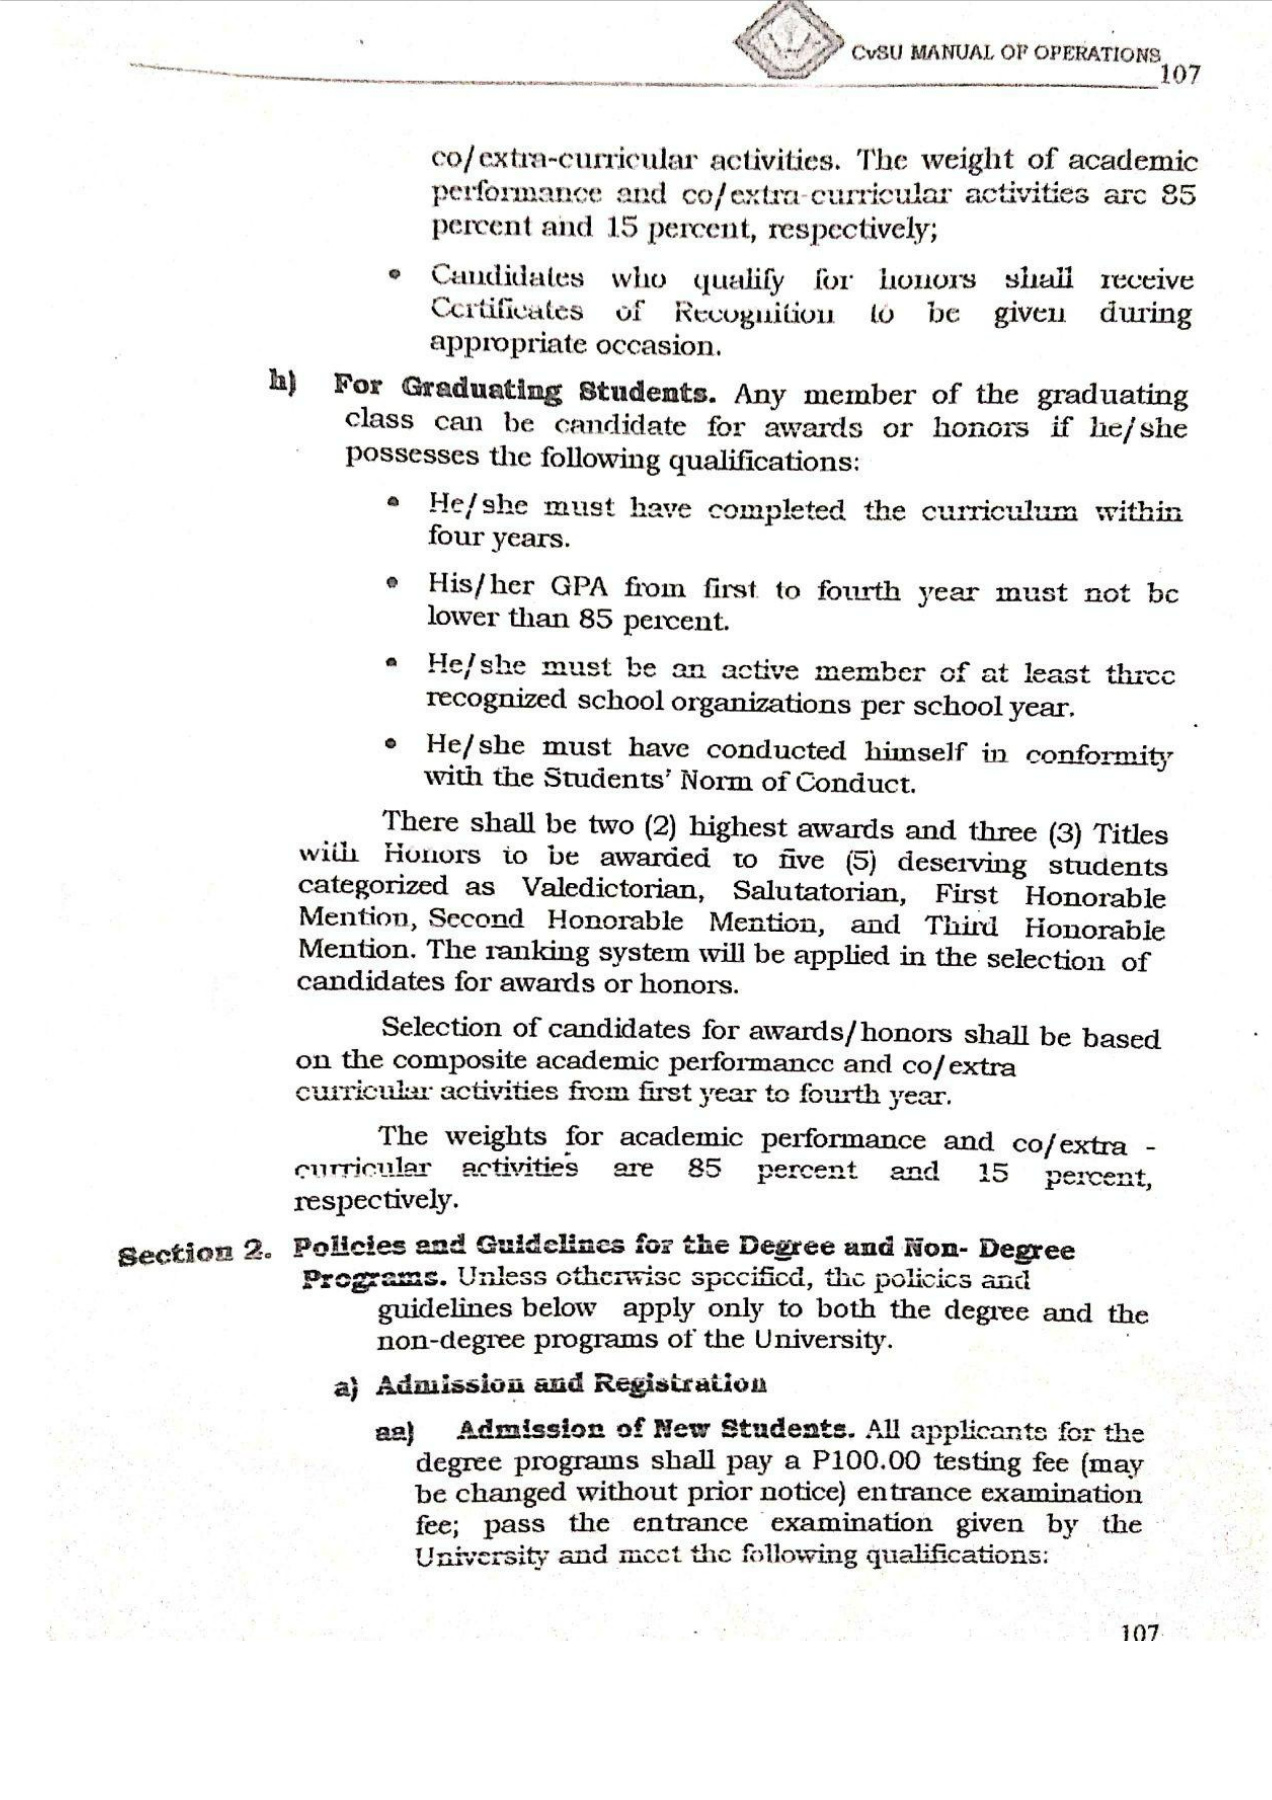 CvSU MANUAL OF OPERATIONS
107
co/extra-curricular activities. The weight of academic
performance and co/extra-curricular activities are 85
percent and 15 percent, respectively;
• Candidates who qualify for honors shall receive
Certificates of Recognition to be given during
appropriate occasion.
h) For Graduating Students. Any member of the graduating
class can be candidate for awards or honors if he/she
possesses the following qualifications:
• He/she must have completed the curriculum within
four years.
• His/her GPA from first to fourth year must not be
lower than 85 percent.
• He/she must be an active member of at least three
recognized school organizations per school year.
• He/she must have conducted himself in conformity
with the Students' Norm of Conduct.
There shall be two (2) highest awards and three (3) Titles
with Honors to be awarded to five (5) deserving students
categorized as Valedictorian, Salutatorian, First Honorable
Mention, Second Honorable Mention, and Third Honorable
Mention. The ranking system will be applied in the selection of
candidates for awards or honors.
Selection of candidates for awards/honors shall be based
on the composite academic performance and co/extra
curricular activities from first year to fourth year.
The weights for academic performance and co/extra -
curricular activities are 85 percent and 15 percent,
respectively.
Section 2. Policies and Guidelines for the Degree and Non- Degree
Programs. Unless otherwise specified, the policies and
guidelines below apply only to both the degree and the
non-degree programs of the University.
a) Admission and Registration
aa) Admission of New Students. All applicants for the
degree programs shall pay a P100.00 testing fee (may
be changed without prior notice) entrance examination
fee; pass the entrance examination given by the
University and meet the following qualifications:
107